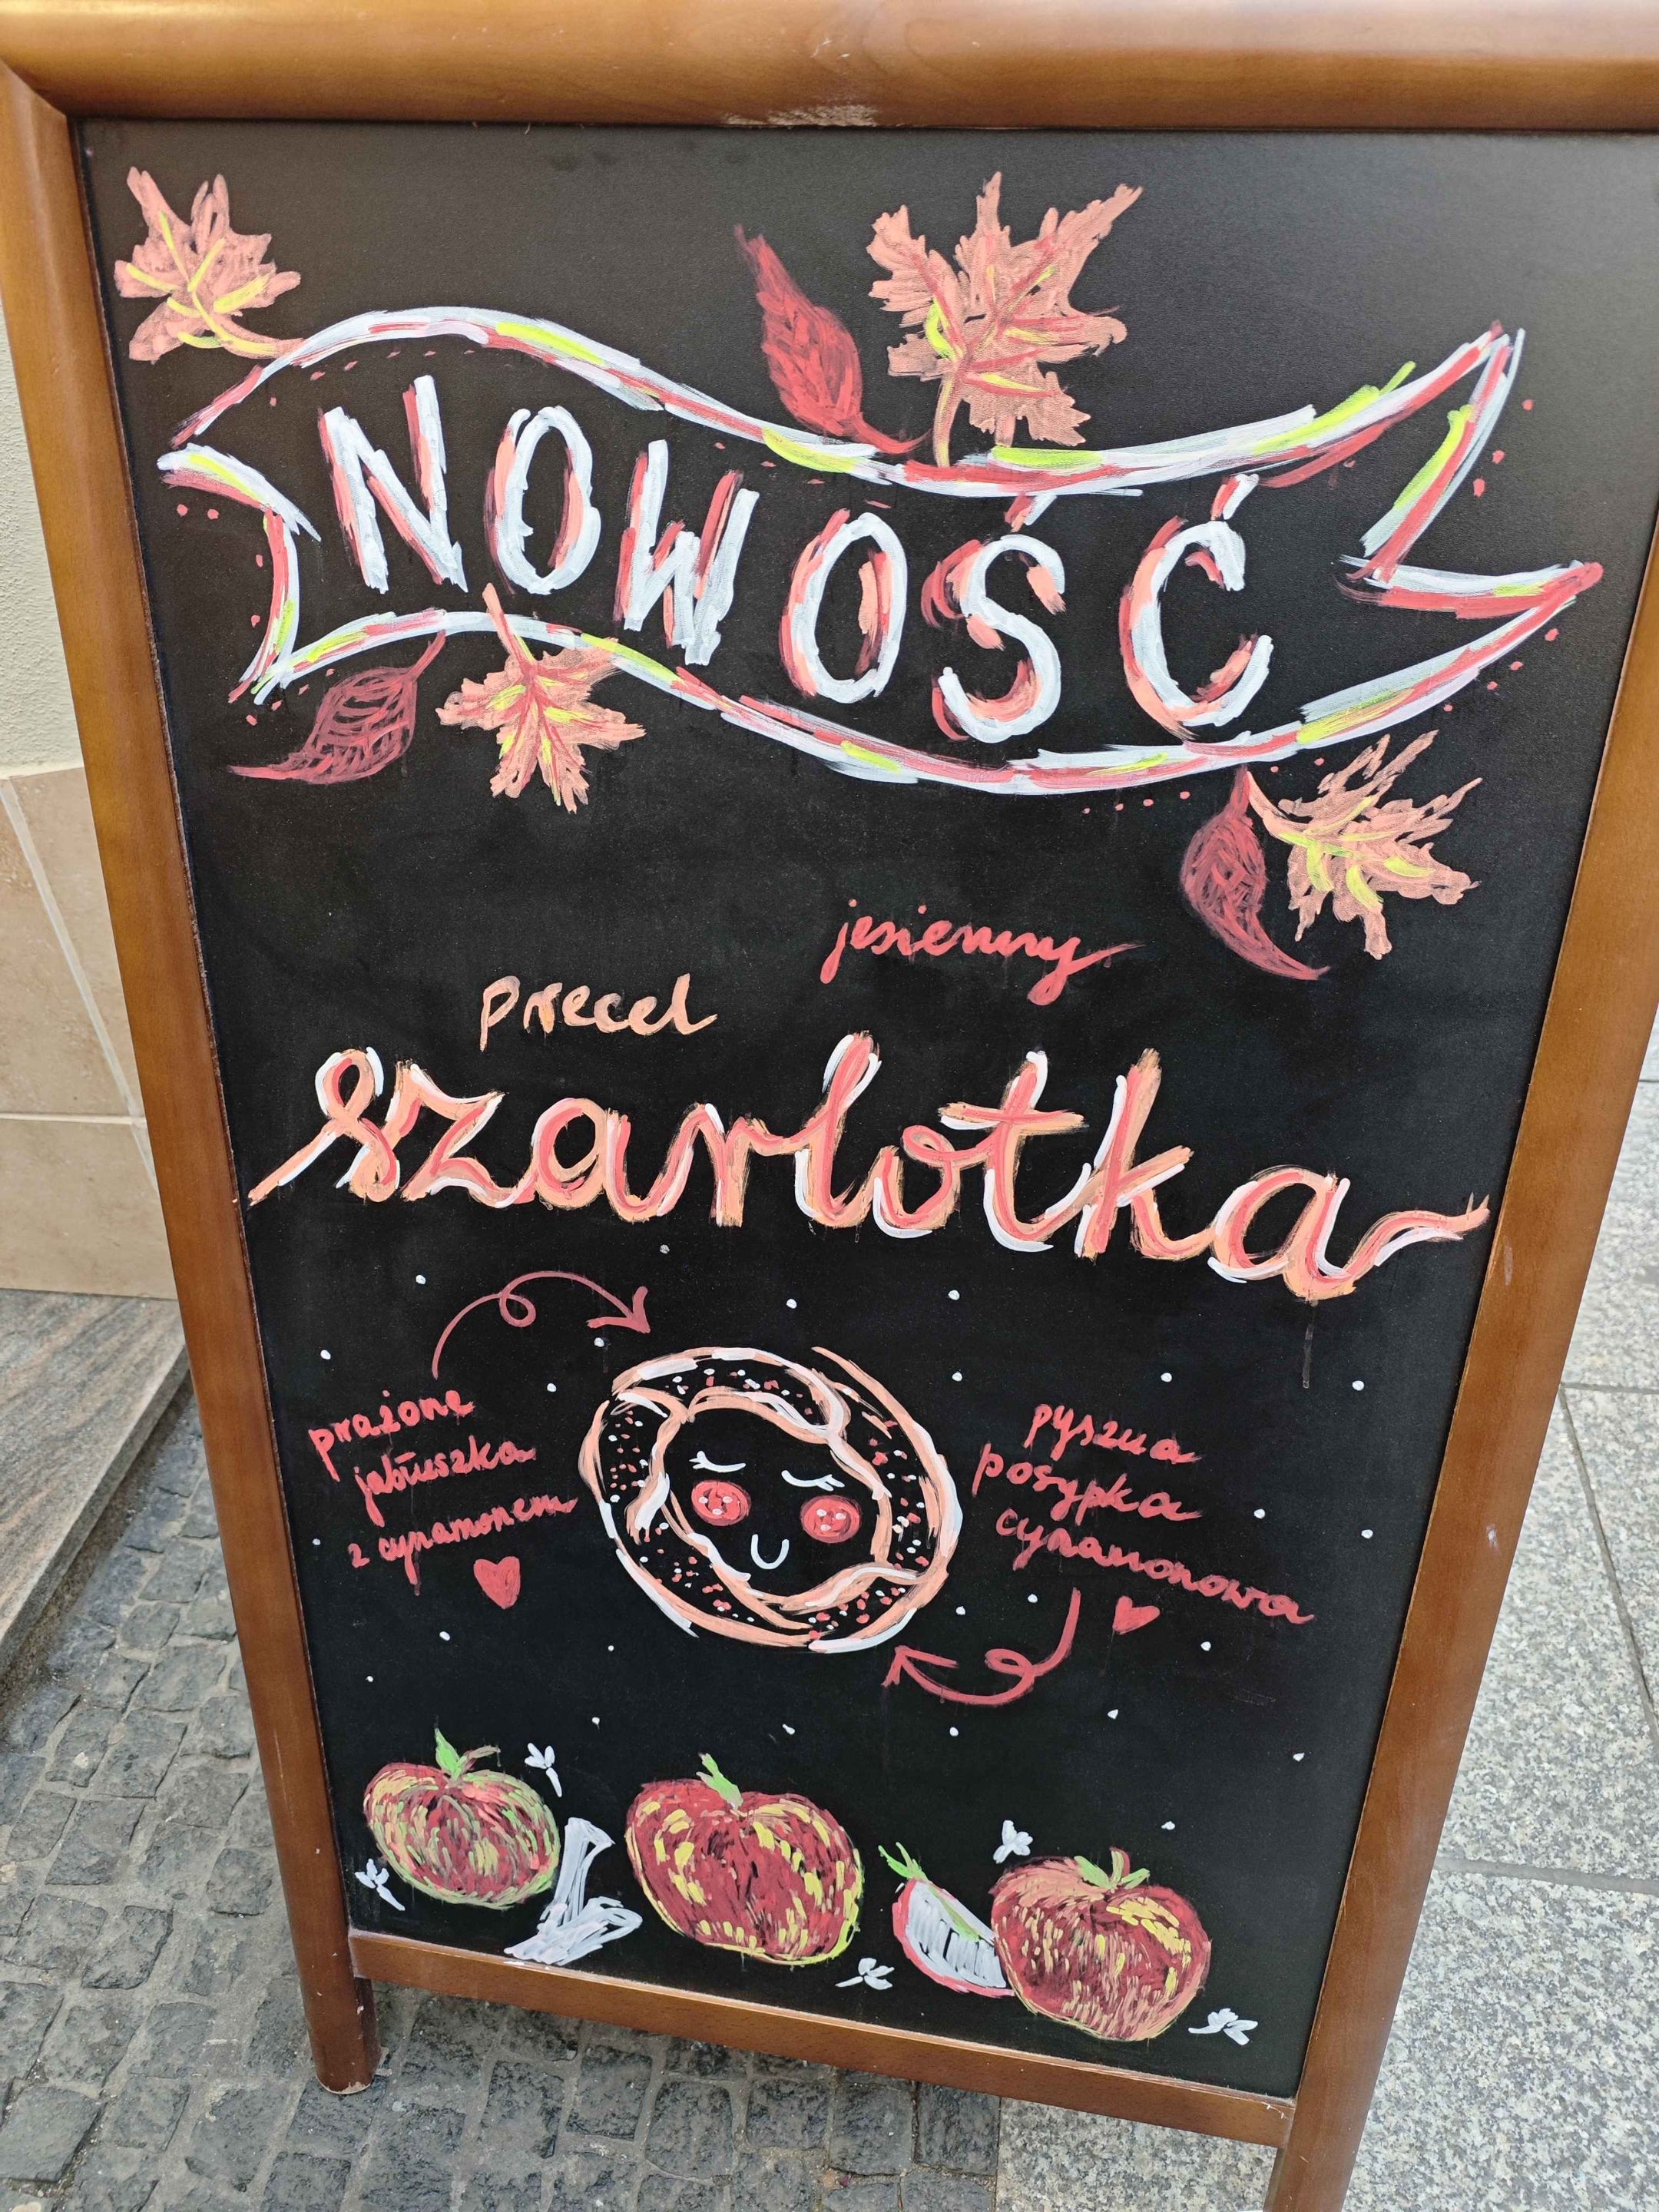 NOWOŚĆ
jesienny
precel
szarlotka
prażone
jabłuszka
z cynamonem
pyszna
posypka
cynamonowa